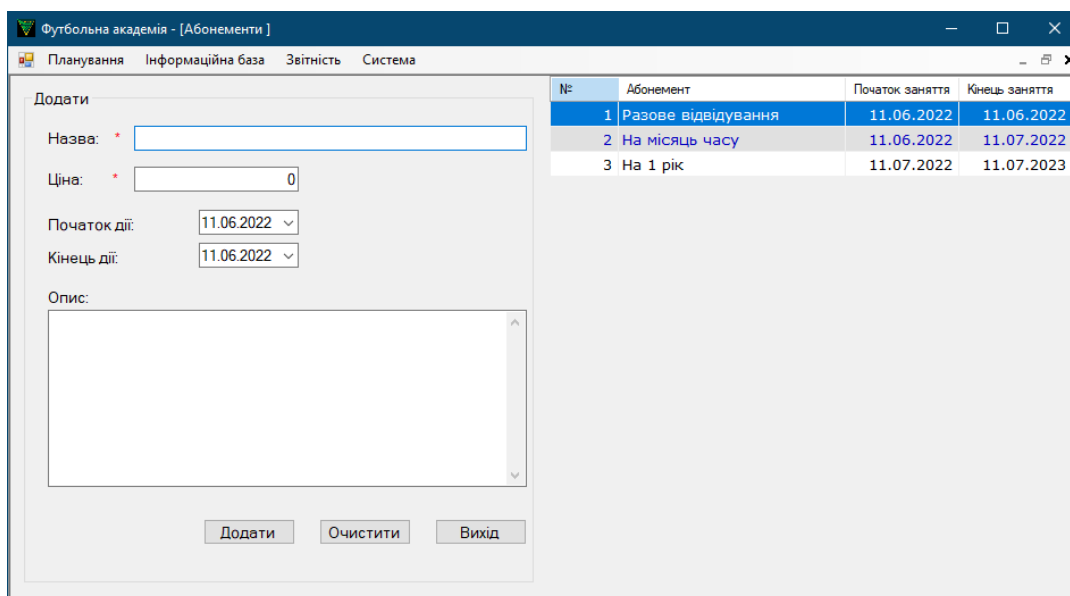 Футбольна академія - [Абонементи ]
Планування Інформаційна база Звітність Система
Додати
Назва: *
Ціна: * 0
Початок дії: 11.06.2022
Кінець дії: 11.06.2022
Опис:
Додати Очистити Вихід
№ Абонемент Початок заняття Кінець заняття
1 Разове відвідування 11.06.2022 11.06.2022
2 На місяць часу 11.06.2022 11.07.2022
3 На 1 рік 11.07.2022 11.07.2023